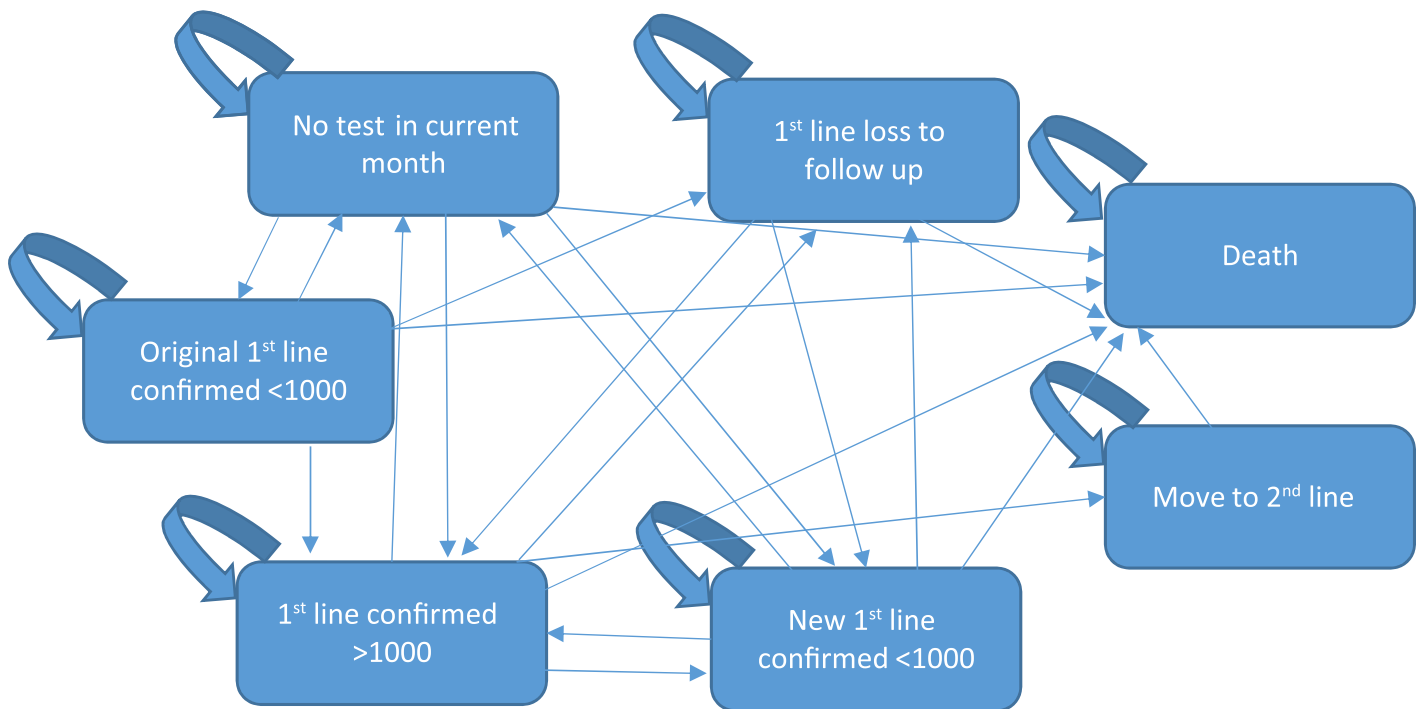 No test in current
month
1st line loss to
follow up
Death
Original 1st line
confirmed <1000
Move to 2nd line
1st line confirmed
>1000
New 1st line
confirmed <1000